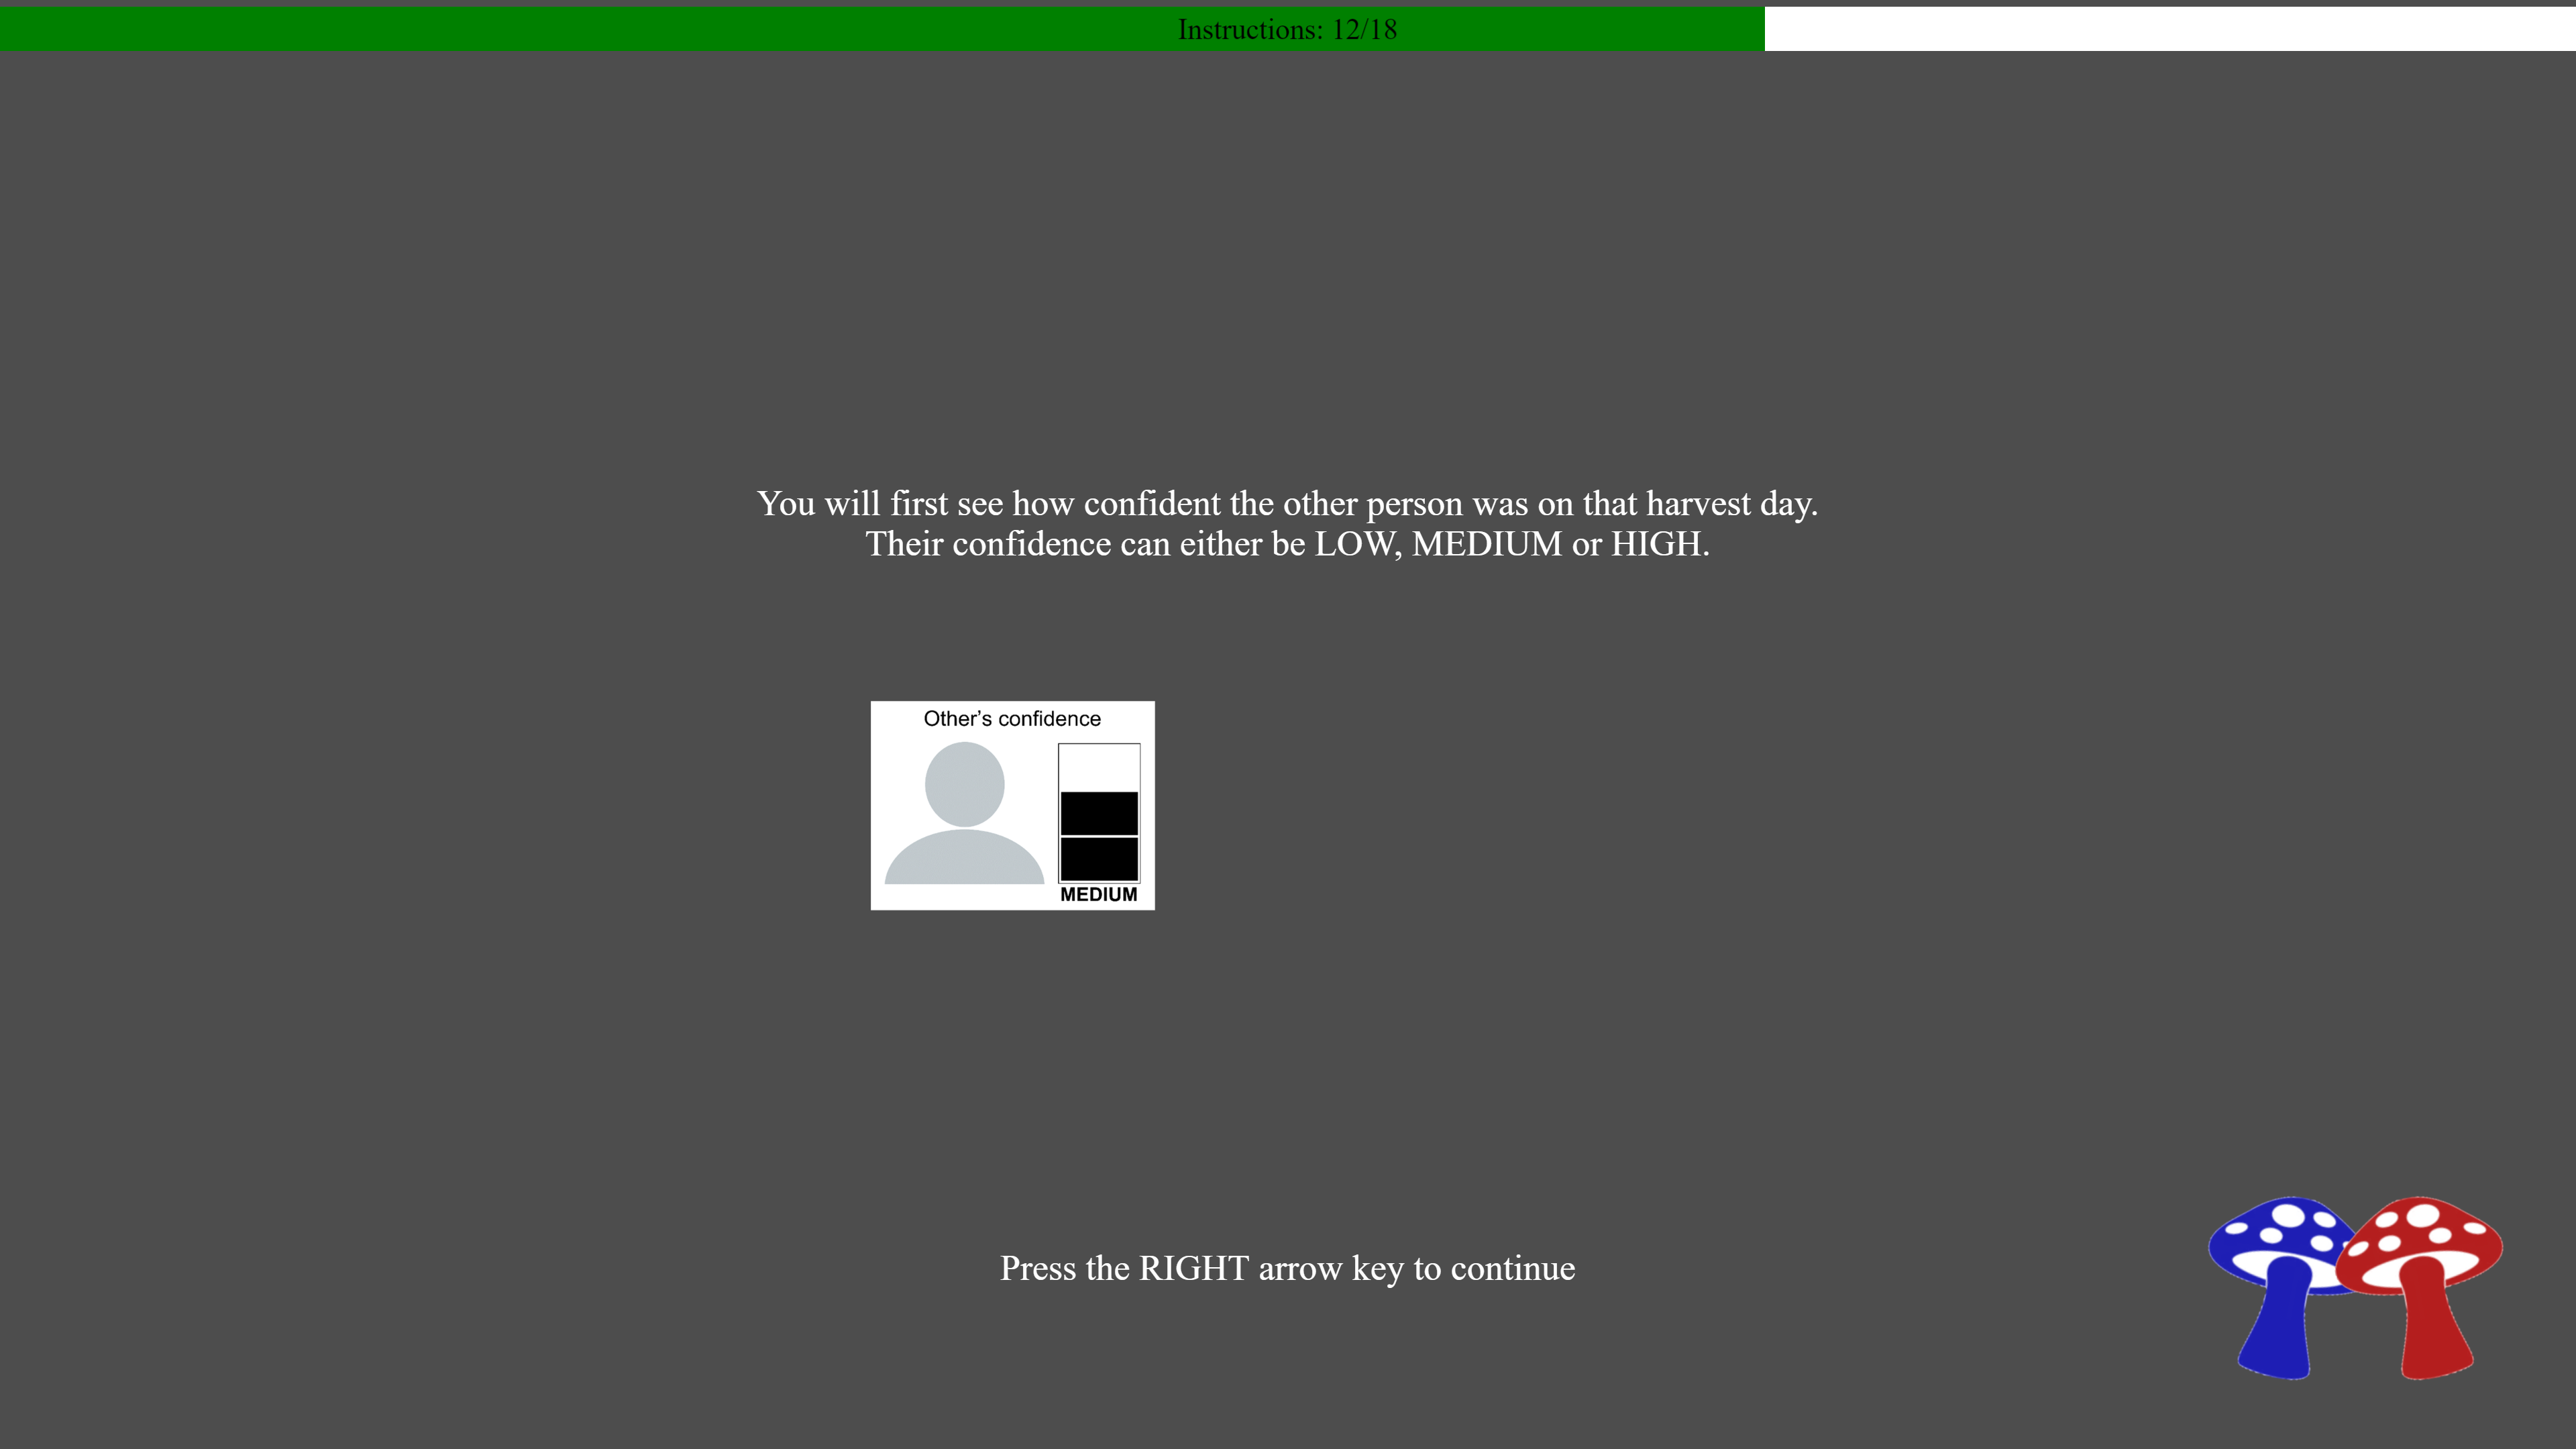 Instructions: 12/18
You will first see how confident the other person was on that harvest day.
Their confidence can either be LOW, MEDIUM or HIGH.
Other’s confidence
MEDIUM
Press the RIGHT arrow key to continue